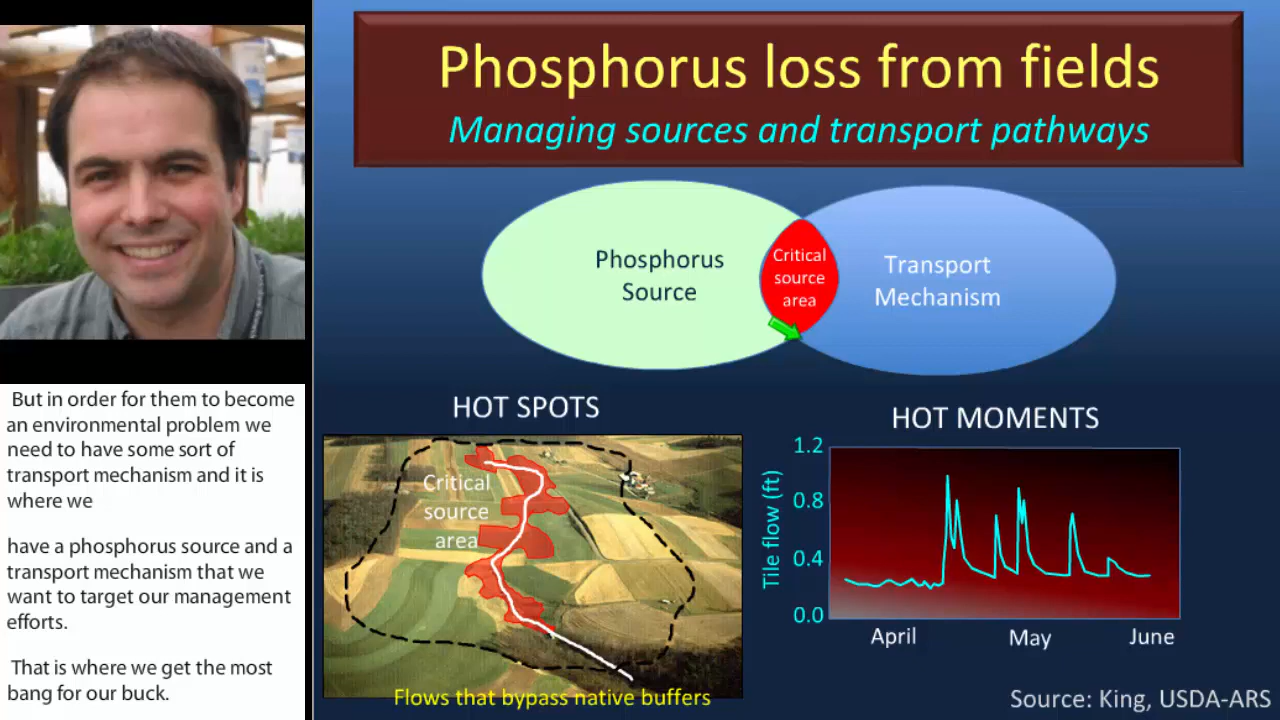 Phosphorus loss from fields
Managing sources and transport pathways
Phosphorus
Source
Critical
source
area
Transport
Mechanism
HOT SPOTS
Critical
source
area
Flows that bypass native buffers
HOT MOMENTS
Tile flow (ft)
1.2
0.8
0.4
0.0
April May June
Source: King, USDA-ARS
But in order for them to become
an environmental problem we
need to have some sort of
transport mechanism and it is
where we
have a phosphorus source and a
transport mechanism that we
want to target our management
efforts.
That is where we get the most
bang for our buck.